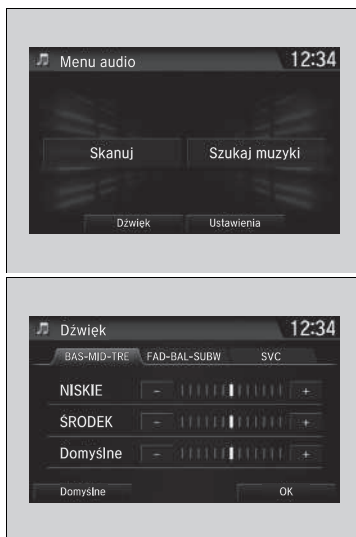 Menu audio 12:34
Skanuj Szukaj muzyki
Dźwięk Ustawienia
Dźwięk 12:34
BAS-MID-TRE FAD-BAL-SUBW SVC
NISKIE - +
ŚRODEK - +
Domyślne - +
Domyślne OK